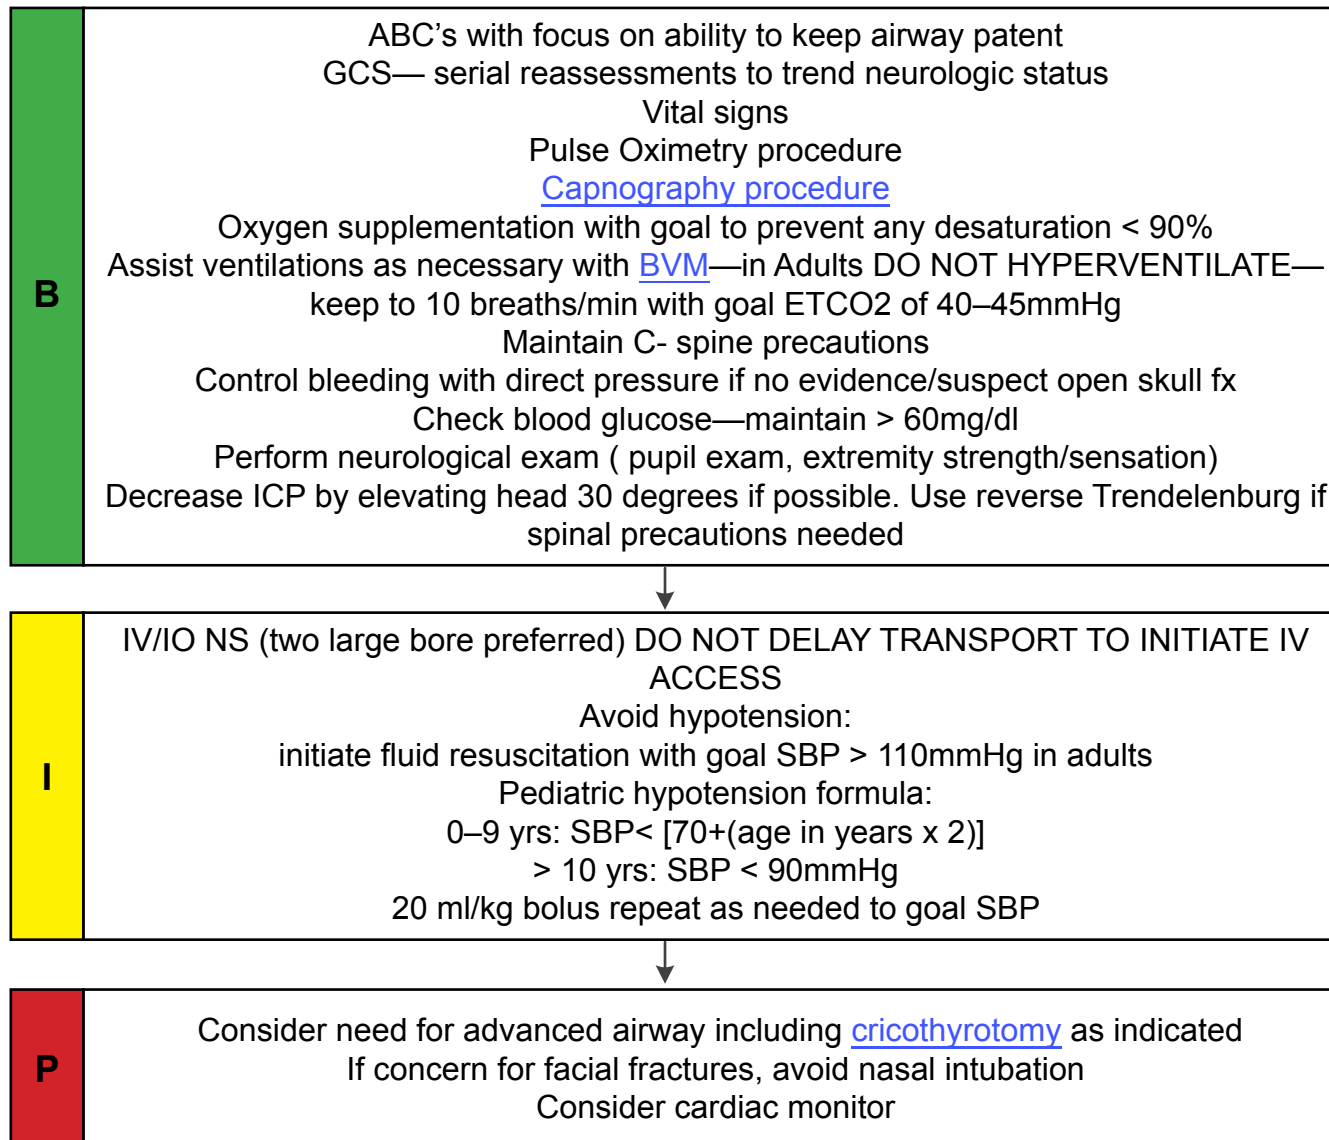 B
ABC’s with focus on ability to keep airway patent
GCS— serial reassessments to trend neurologic status
Vital signs
Pulse Oximetry procedure
Capnography procedure
Oxygen supplementation with goal to prevent any desaturation < 90%
Assist ventilations as necessary with BVM—in Adults DO NOT HYPERVENTILATE—
keep to 10 breaths/min with goal ETCO2 of 40–45mmHg
Maintain C- spine precautions
Control bleeding with direct pressure if no evidence/suspect open skull fx
Check blood glucose—maintain > 60mg/dl
Perform neurological exam ( pupil exam, extremity strength/sensation)
Decrease ICP by elevating head 30 degrees if possible. Use reverse Trendelenburg if
spinal precautions needed
I
IV/IO NS (two large bore preferred) DO NOT DELAY TRANSPORT TO INITIATE IV
ACCESS
Avoid hypotension:
initiate fluid resuscitation with goal SBP > 110mmHg in adults
Pediatric hypotension formula:
0–9 yrs: SBP< [70+(age in years x 2)]
> 10 yrs: SBP < 90mmHg
20 ml/kg bolus repeat as needed to goal SBP
P
Consider need for advanced airway including cricothyrotomy as indicated
If concern for facial fractures, avoid nasal intubation
Consider cardiac monitor